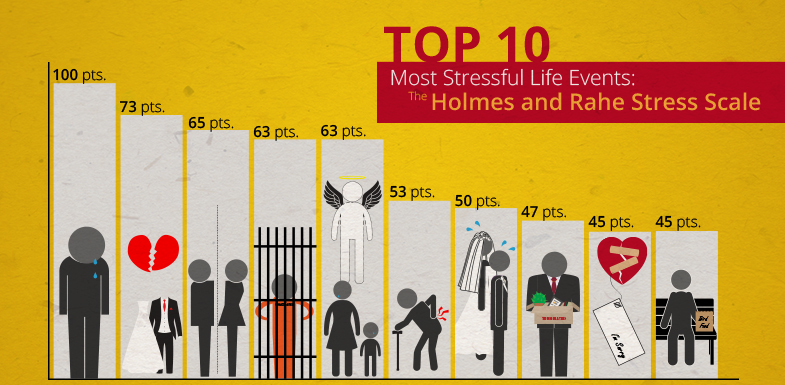 TOP 10
Most Stressful Life Events:
The Holmes and Rahe Stress Scale
100 pts.
73 pts.
65 pts.
63 pts.
63 pts.
53 pts.
50 pts.
47 pts.
45 pts.
45 pts.
I'm Sorry